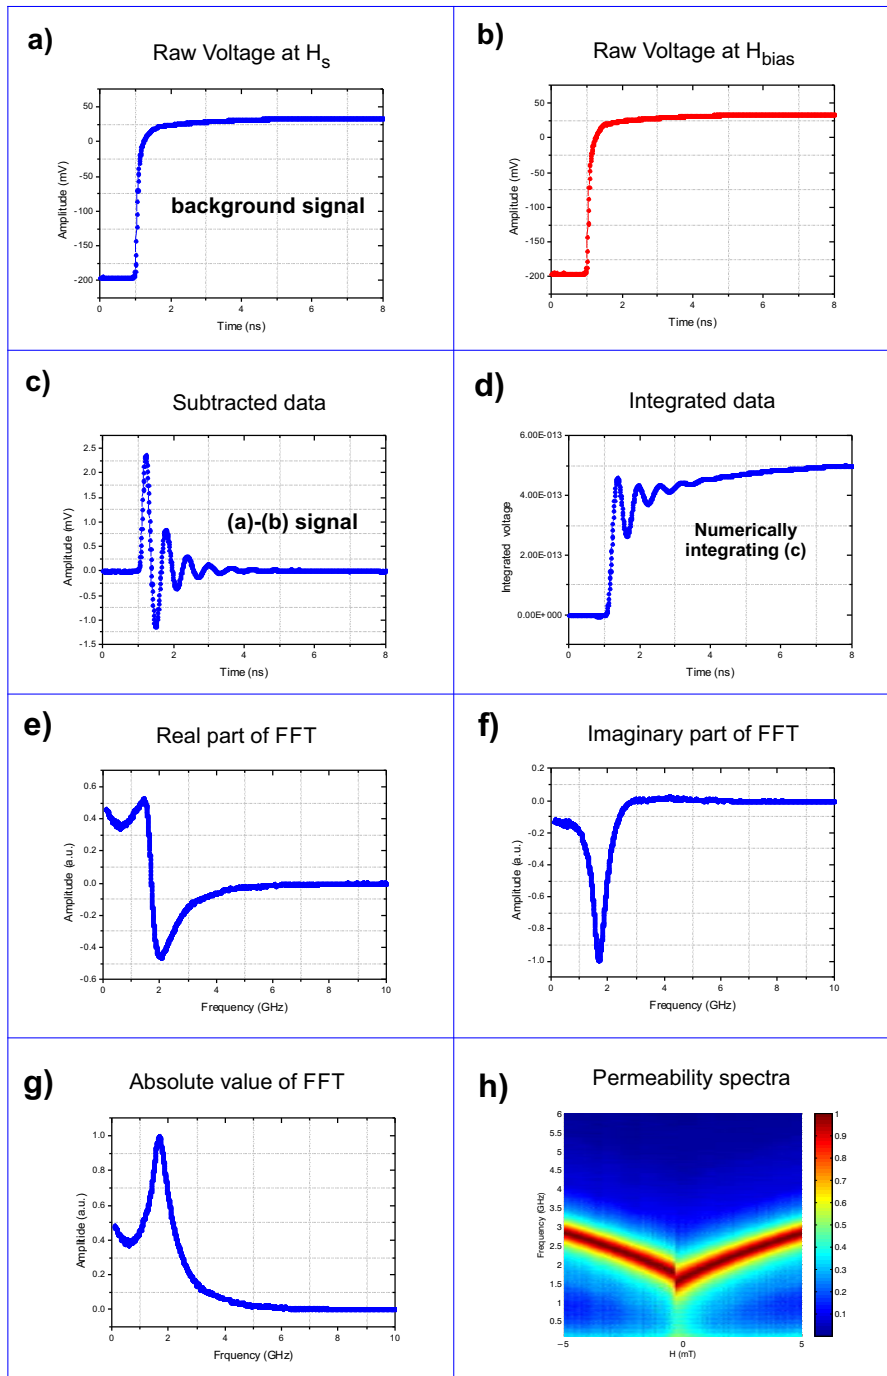 a)
Raw Voltage at Hs
50
0
-50
-100
-150
-200
Amplitude (mV)
background signal
0 2 4 6 8
Time (ns)
b)
Raw Voltage at Hbias
50
0
-50
-100
-150
-200
Amplitude (mV)
0 2 4 6 8
Time (ns)
c)
Subtracted data
2.5
2.0
1.5
1.0
0.5
0.0
-0.5
-1.0
-1.5
Amplitude (mV)
(a)-(b) signal
0 2 4 6 8
Time (ns)
d)
Integrated data
6.00E-013
4.00E-013
2.00E-013
0.00E+000
Integrated voltage
Numerically
integrating (c)
0 2 4 6 8
Time (ns)
e)
Real part of FFT
0.6
0.4
0.2
0.0
-0.2
-0.4
-0.6
Amplitude (a.u.)
0 2 4 6 8 10
Frequency (GHz)
f)
Imaginary part of FFT
0.2
0.0
-0.2
-0.4
-0.6
-0.8
-1.0
Amplitude (a.u.)
0 2 4 6 8 10
Frequency (GHz)
g)
Absolute value of FFT
1.0
0.8
0.6
0.4
0.2
0.0
Amplitide (a.u.)
0 2 4 6 8 10
Frquency (GHz)
h)
Permeability spectra
6
5.5
5
4.5
4
3.5
3
2.5
2
1.5
1
0.5
Frequency (GHz)
−5 0 5
H (mT)
1
0.9
0.8
0.7
0.6
0.5
0.4
0.3
0.2
0.1